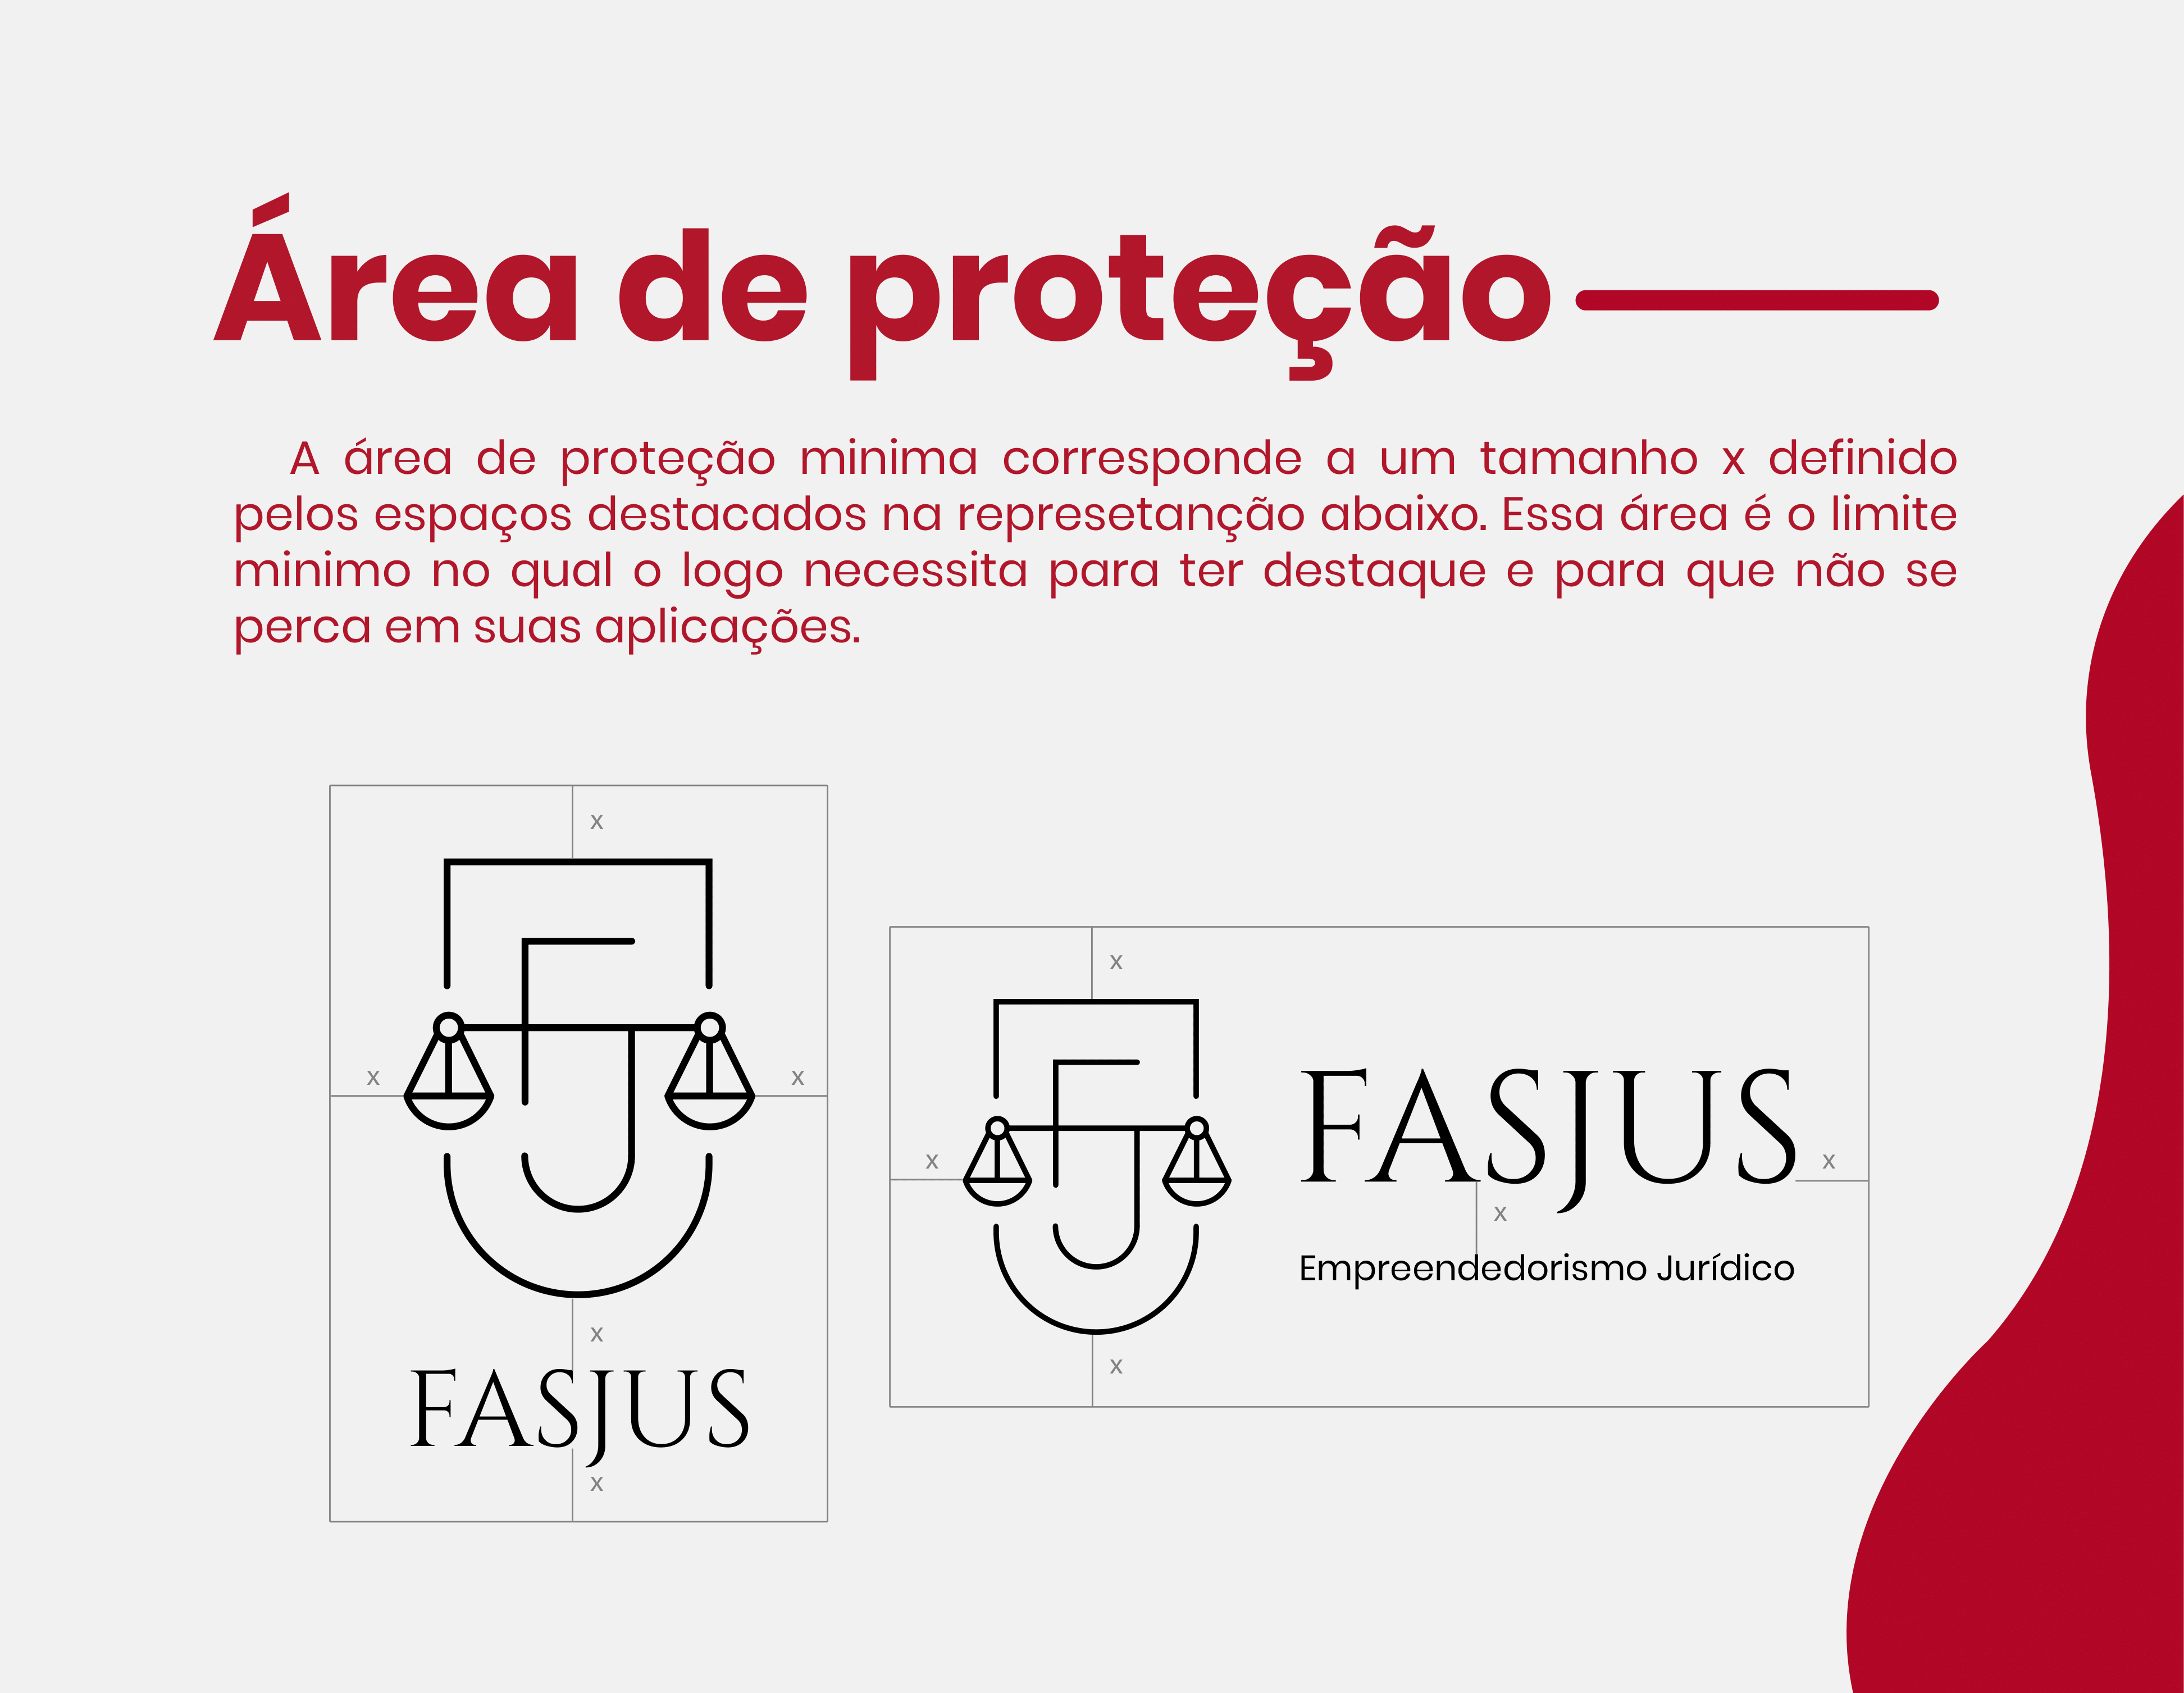 Área de proteção
A área de proteção minima corresponde a um tamanho x definido
pelos espaços destacados na represetanção abaixo. Essa área é o limite
minimo no qual o logo necessita para ter destaque e para que não se
perca em suas aplicações.
x
x
x
x
FASJUS
x
x
x
FASJUS
x
x
Empreendedorismo Jurídico
x